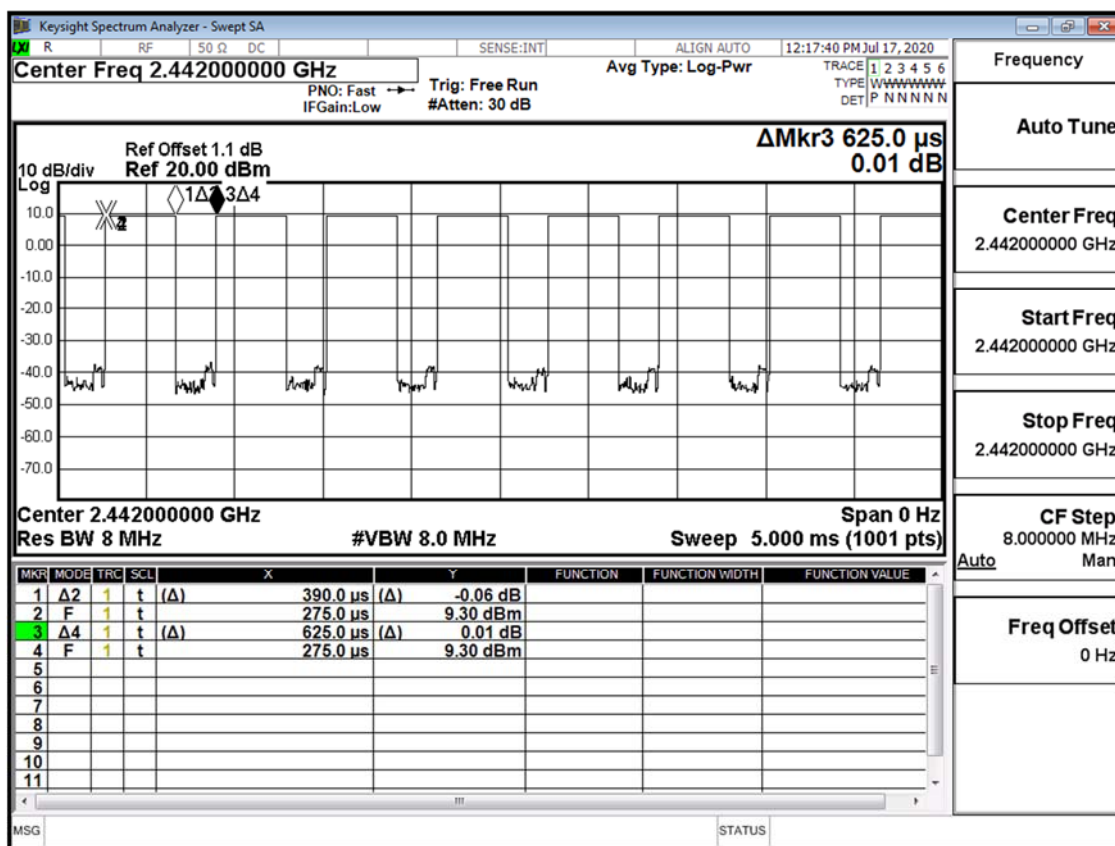 Keysight Spectrum Analyzer - Swept SA
LXI R RF 50 Ω DC SENSE:INT ALIGN AUTO 12:17:40 PM Jul 17, 2020
Center Freq 2.442000000 GHz
PNO: Fast
IFGain:Low
Trig: Free Run
#Atten: 30 dB
Avg Type: Log-Pwr
TRACE 1 2 3 4 5 6
TYPE WWWWWW
DET P N N N N N
ΔMkr3 625.0 µs
0.01 dB
Ref Offset 1.1 dB
10 dB/div Ref 20.00 dBm
Log
1Δ2 3Δ4
10.0
0.00
-10.0
-20.0
-30.0
-40.0
-50.0
-60.0
-70.0
Center 2.442000000 GHz Span 0 Hz
Res BW 8 MHz #VBW 8.0 MHz Sweep 5.000 ms (1001 pts)
MKR MODE TRC SCL X Y FUNCTION FUNCTION WIDTH FUNCTION VALUE
1 Δ2 1 t (Δ) 390.0 µs (Δ) -0.06 dB
2 F 1 t 275.0 µs 9.30 dBm
3 Δ4 1 t (Δ) 625.0 µs (Δ) 0.01 dB
4 F 1 t 275.0 µs 9.30 dBm
5
6
7
8
9
10
11
MSG STATUS
Frequency
Auto Tune
Center Freq
2.442000000 GHz
Start Freq
2.442000000 GHz
Stop Freq
2.442000000 GHz
CF Step
8.000000 MHz
Auto Man
Freq Offset
0 Hz